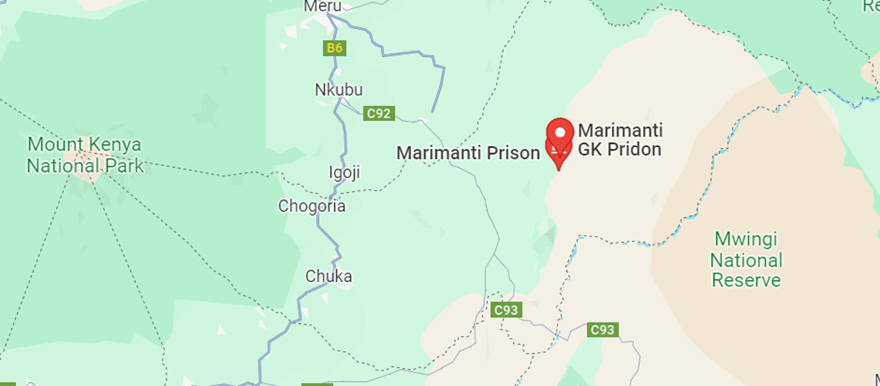 Meru
Re
B6
Nkubu
C92
Marimanti
GK Pridon
Marimanti Prison
Mount Kenya
National Park
Igoji
Chogoria
Mwingi
National
Reserve
Chuka
C93
C93